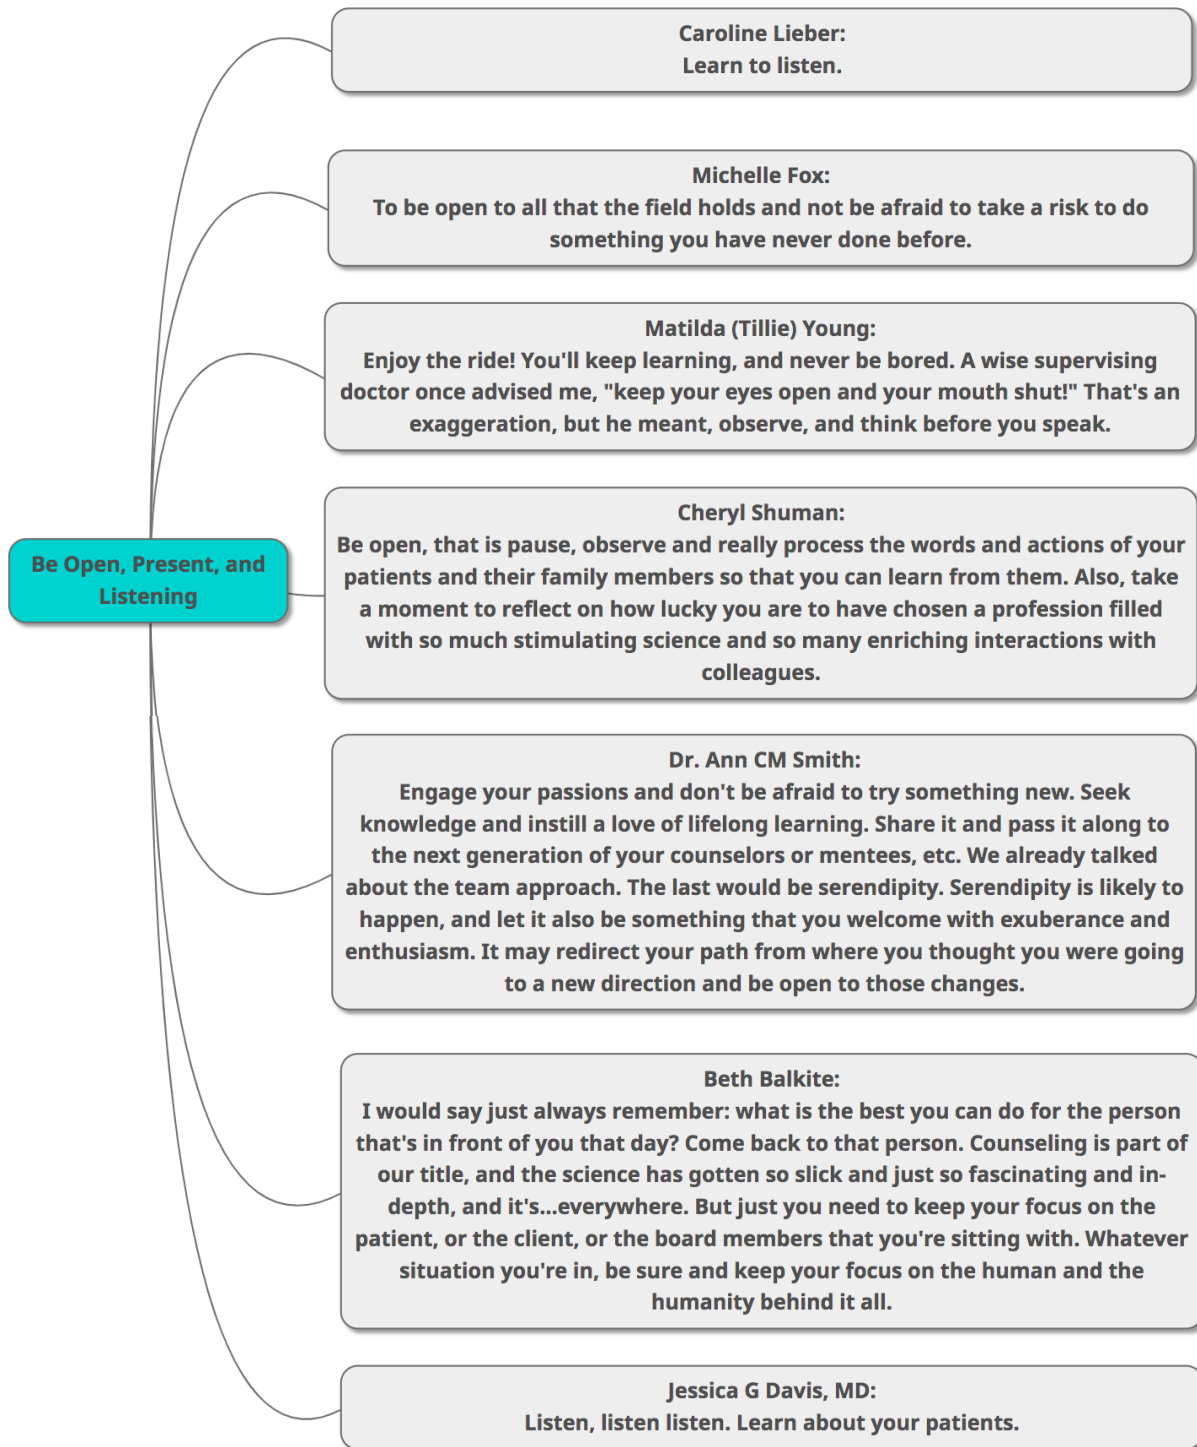 Caroline Lieber:
Learn to listen.
Michelle Fox:
To be open to all that the field holds and not be afraid to take a risk to do
something you have never done before.
Matilda (Tillie) Young:
Enjoy the ride! You'll keep learning, and never be bored. A wise supervising
doctor once advised me, "keep your eyes open and your mouth shut!" That's an
exaggeration, but he meant, observe, and think before you speak.
Cheryl Shuman:
Be open, that is pause, observe and really process the words and actions of your
patients and their family members so that you can learn from them. Also, take
a moment to reflect on how lucky you are to have chosen a profession filled
with so much stimulating science and so many enriching interactions with
colleagues.
Be Open, Present, and
Listening
Dr. Ann CM Smith:
Engage your passions and don't be afraid to try something new. Seek
knowledge and instill a love of lifelong learning. Share it and pass it along to
the next generation of your counselors or mentees, etc. We already talked
about the team approach. The last would be serendipity. Serendipity is likely to
happen, and let it also be something that you welcome with exuberance and
enthusiasm. It may redirect your path from where you thought you were going
to a new direction and be open to those changes.
Beth Balkite:
I would say just always remember: what is the best you can do for the person
that's in front of you that day? Come back to that person. Counseling is part of
our title, and the science has gotten so slick and just so fascinating and in-
depth, and it's...everywhere. But just you need to keep your focus on the
patient, or the client, or the board members that you're sitting with. Whatever
situation you're in, be sure and keep your focus on the human and the
humanity behind it all.
Jessica G Davis, MD:
Listen, listen listen. Learn about your patients.